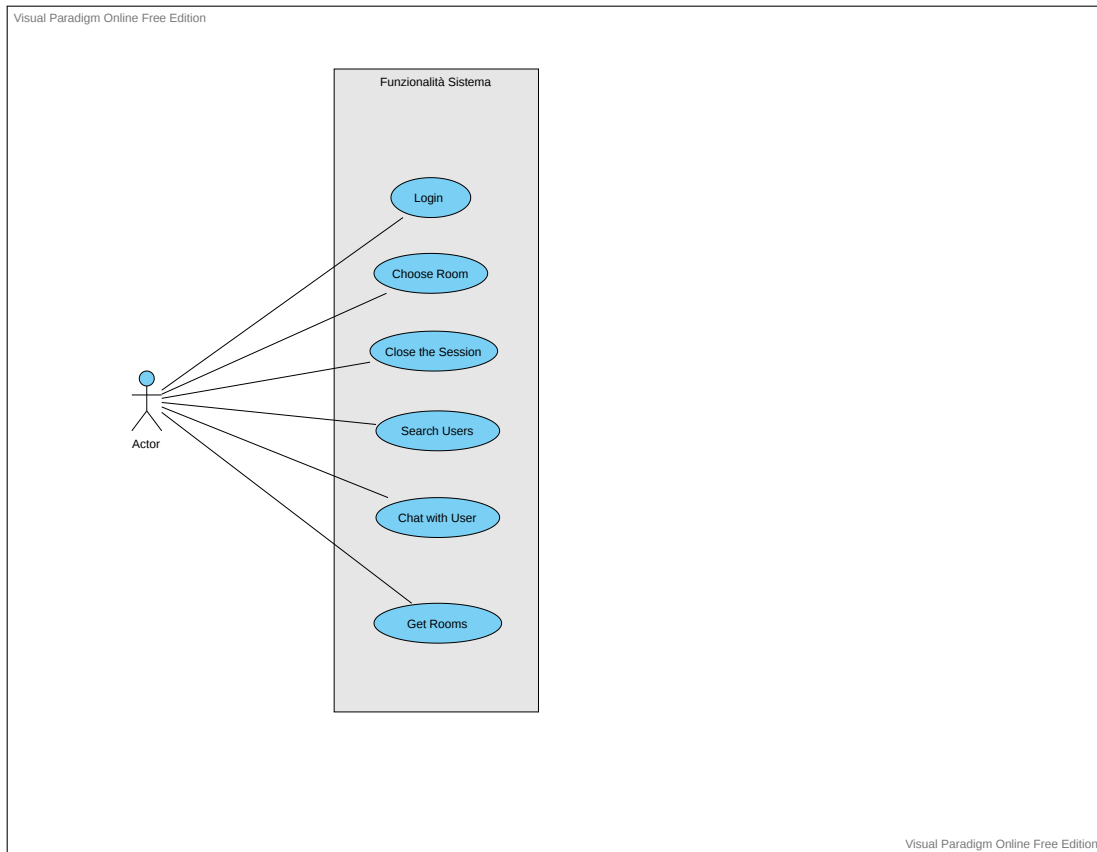 Visual Paradigm Online Free Edition
Funzionalità Sistema
Login
Choose Room
Close the Session
Search Users
Actor
Chat with User
Get Rooms
Visual Paradigm Online Free Edition